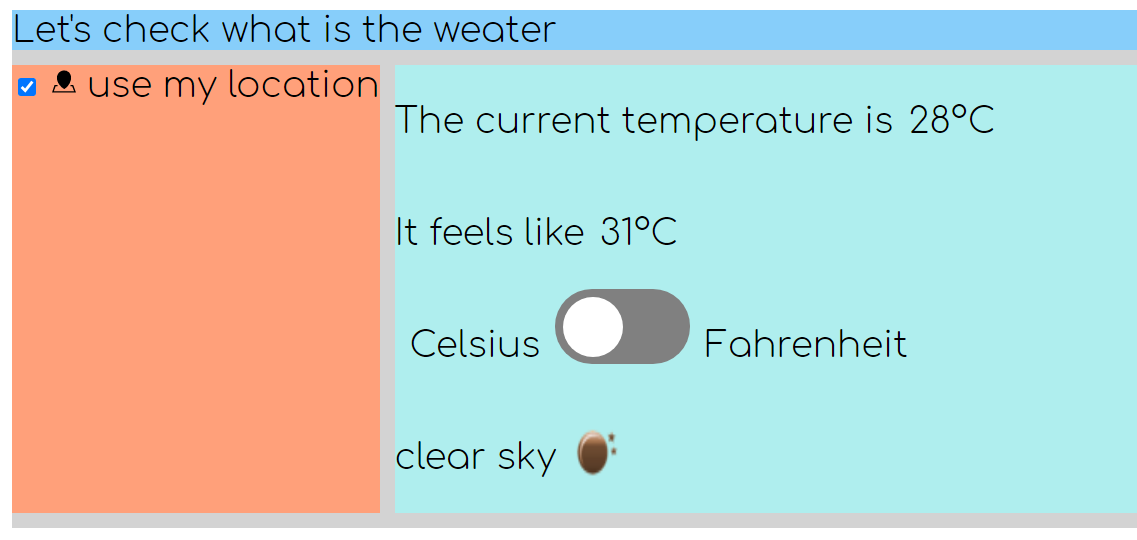 Let's check what is the weater
use my location
The current temperature is 28°C
It feels like 31°C
Celsius Fahrenheit
clear sky